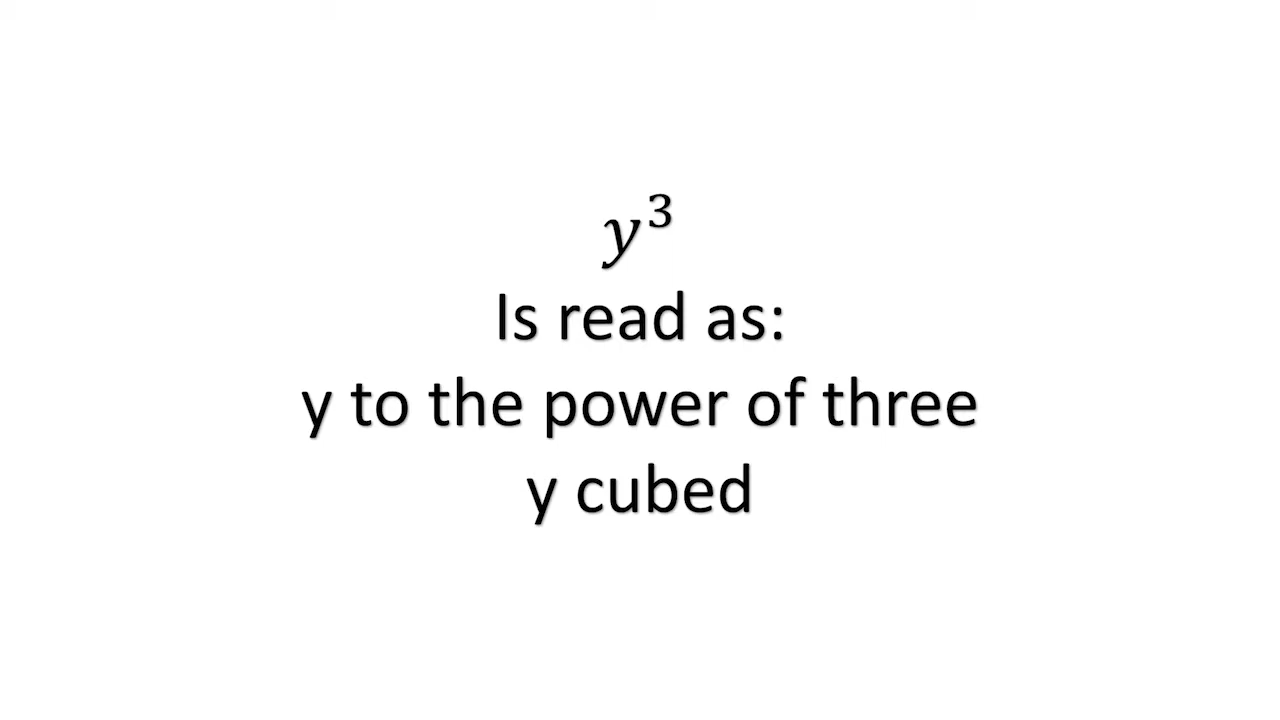 y³
Is read as:
y to the power of three
y cubed